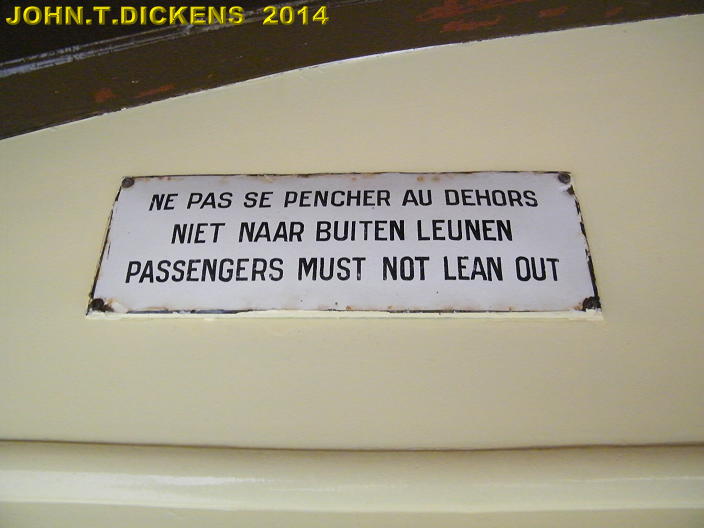 JOHN.T.DICKENS 2014
NE PAS SE PENCHER AU DEHORS
NIET NAAR BUITEN LEUNEN
PASSENGERS MUST NOT LEAN OUT